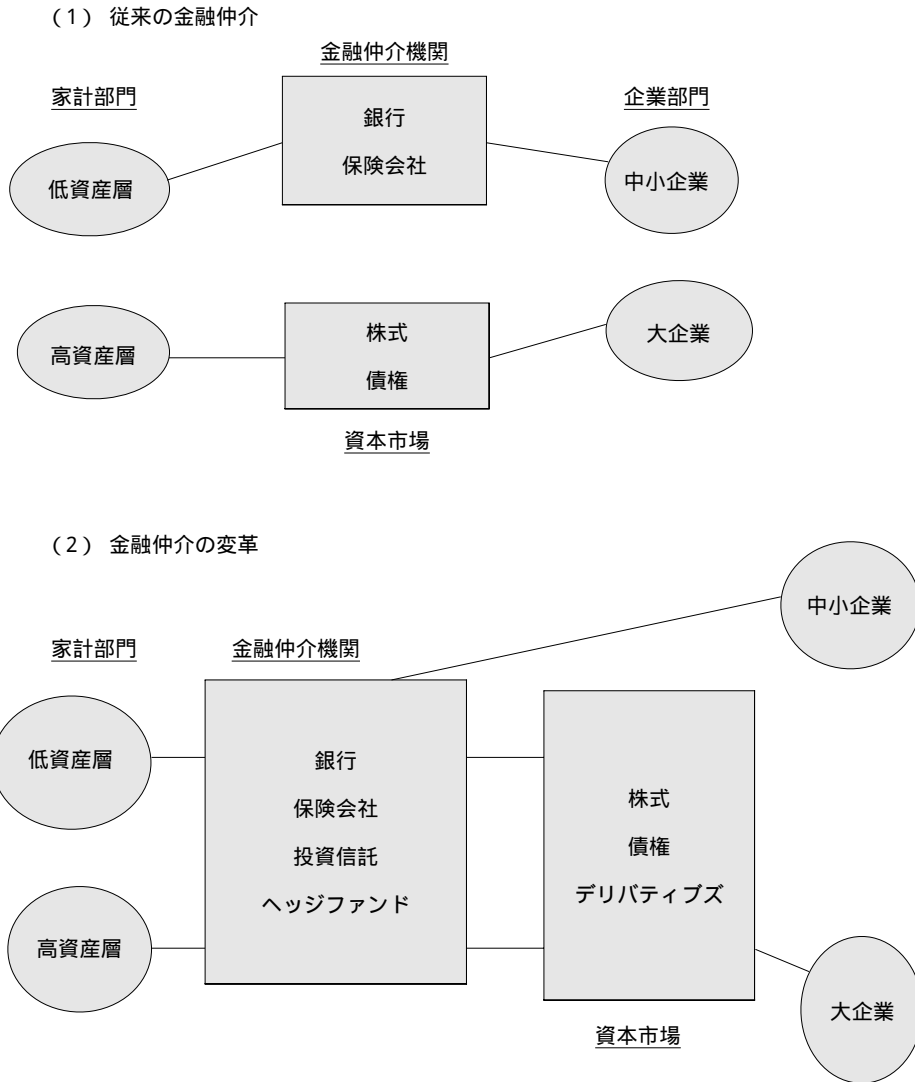 （1） 従来の金融仲介
金融仲介機関
家計部門
企業部門
銀行
保険会社
低資産層
中小企業
高資産層
株式
債権
大企業
資本市場
（2） 金融仲介の変革
中小企業
家計部門
金融仲介機関
低資産層
銀行
保険会社
投資信託
ヘッジファンド
株式
債権
デリバティブズ
高資産層
大企業
資本市場